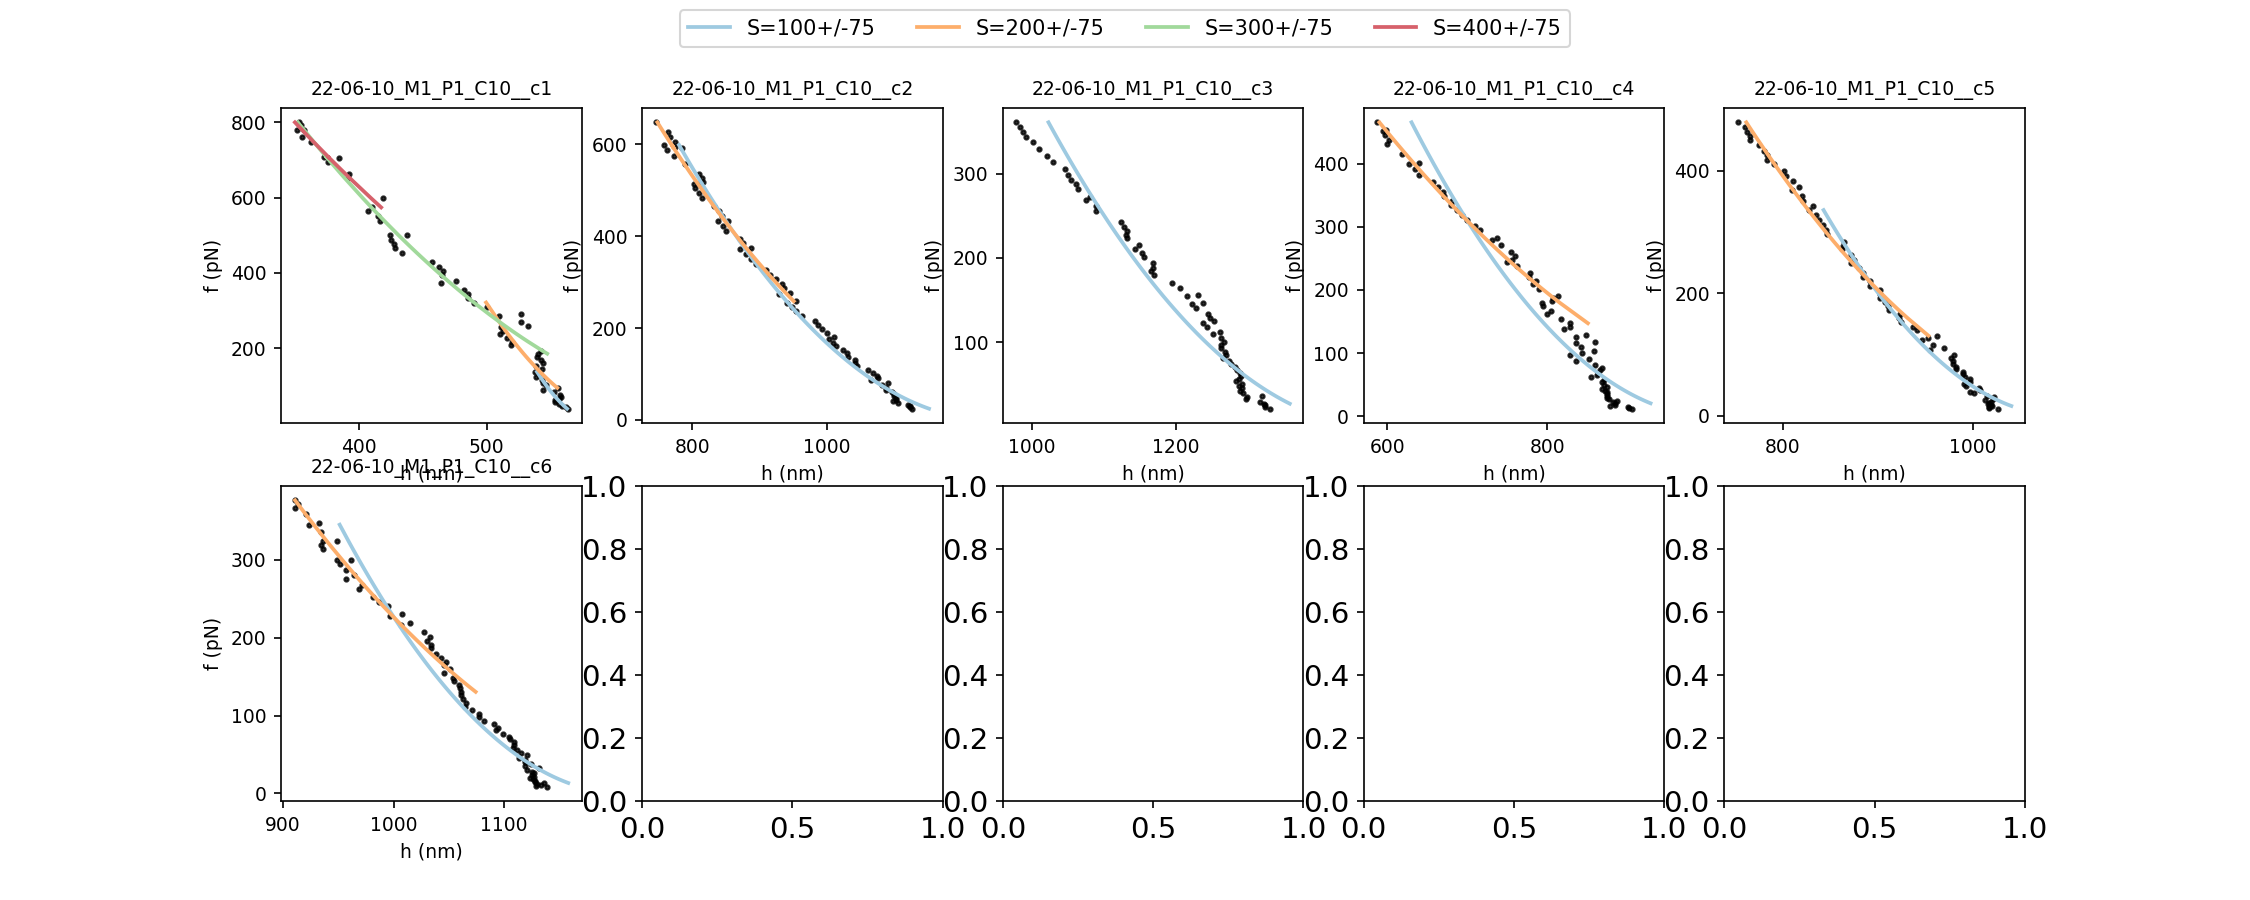 S=100+/-75 S=200+/-75 S=300+/-75 S=400+/-75
22-06-10_M1_P1_C10__c1 22-06-10_M1_P1_C10__c2 22-06-10_M1_P1_C10__c3 22-06-10_M1_P1_C10__c4 22-06-10_M1_P1_C10__c5
f (pN)
800
600
400
200
400 500
h (nm)
f (pN)
600
400
200
0
800 1000
h (nm)
f (pN)
300
200
100
1000 1200
h (nm)
f (pN)
400
300
200
100
0
600 800
h (nm)
f (pN)
400
200
0
800 1000
h (nm)
22-06-10_M1_P1_C10__c6
f (pN)
300
200
100
0
900 1000 1100
h (nm)
1.0
0.8
0.6
0.4
0.2
0.0
0.0 0.5 1.0
1.0
0.8
0.6
0.4
0.2
0.0
0.0 0.5 1.0
1.0
0.8
0.6
0.4
0.2
0.0
0.0 0.5 1.0
1.0
0.8
0.6
0.4
0.2
0.0
0.0 0.5 1.0